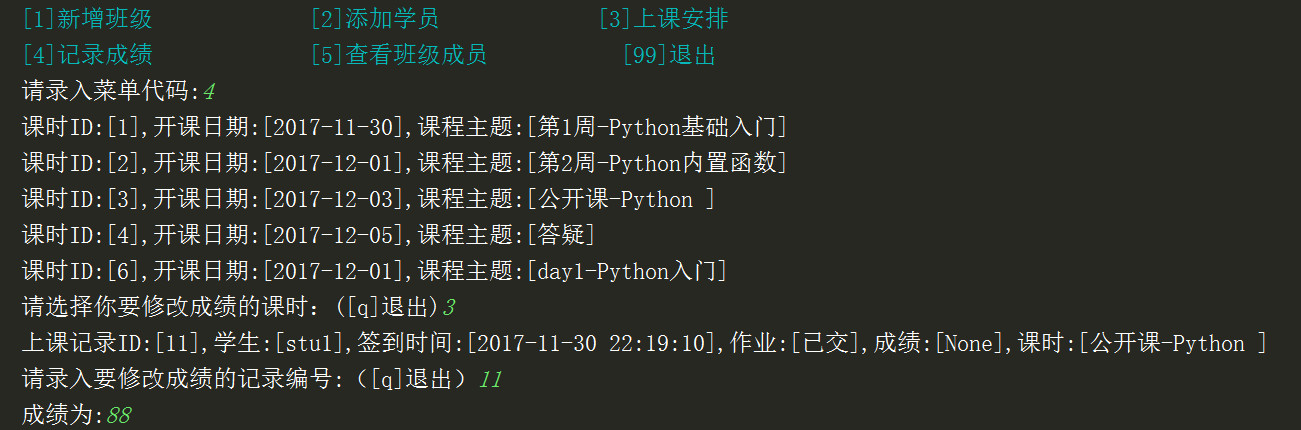 [1]新增班级 [2]添加学员 [3]上课安排
[4]记录成绩 [5]查看班级成员 [99]退出
请录入菜单代码:4
课时ID:[1],开课日期:[2017-11-30],课程主题:[第1周-Python基础入门]
课时ID:[2],开课日期:[2017-12-01],课程主题:[第2周-Python内置函数]
课时ID:[3],开课日期:[2017-12-03],课程主题:[公开课-Python ]
课时ID:[4],开课日期:[2017-12-05],课程主题:[答疑]
课时ID:[6],开课日期:[2017-12-01],课程主题:[day1-Python入门]
请选择你要修改成绩的课时：([q]退出)3
上课记录ID:[11],学生:[stu1],签到时间:[2017-11-30 22:19:10],作业:[已交],成绩:[None],课时:[公开课-Python ]
请录入要修改成绩的记录编号:（[q]退出）11
成绩为:88